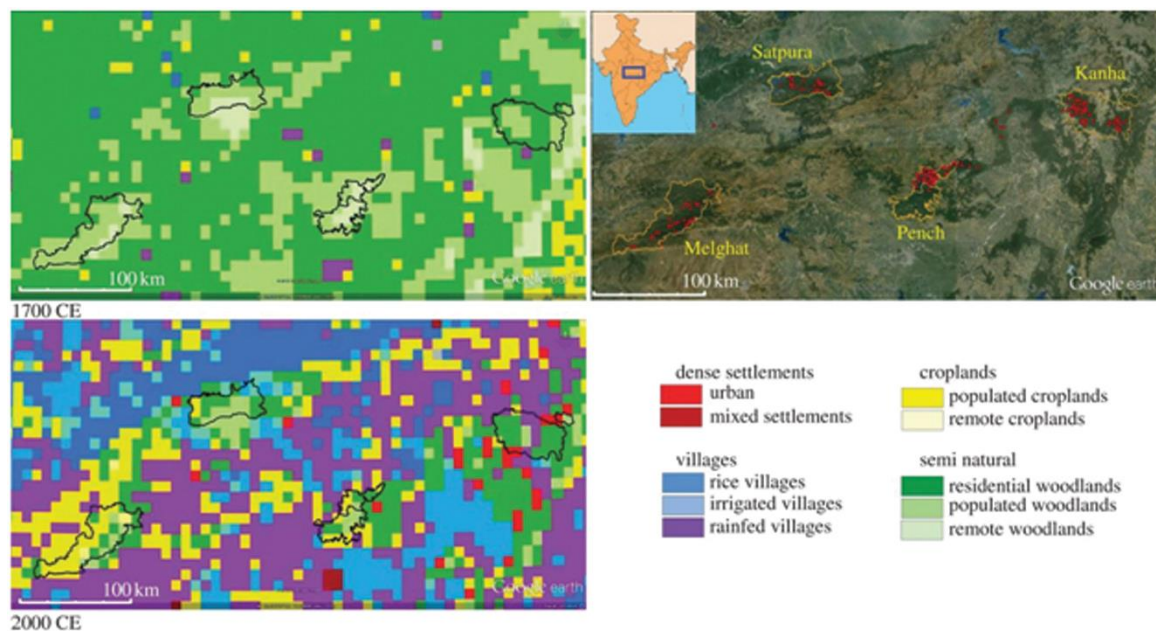 100 km
Google earth
1700 CE
Satpura
Kanha
Pench
Melghat
100 km
Google earth
100 km
Google earth
2000 CE
dense settlements
urban
mixed settlements
villages
rice villages
irrigated villages
rainfed villages
croplands
populated croplands
remote croplands
semi natural
residential woodlands
populated woodlands
remote woodlands